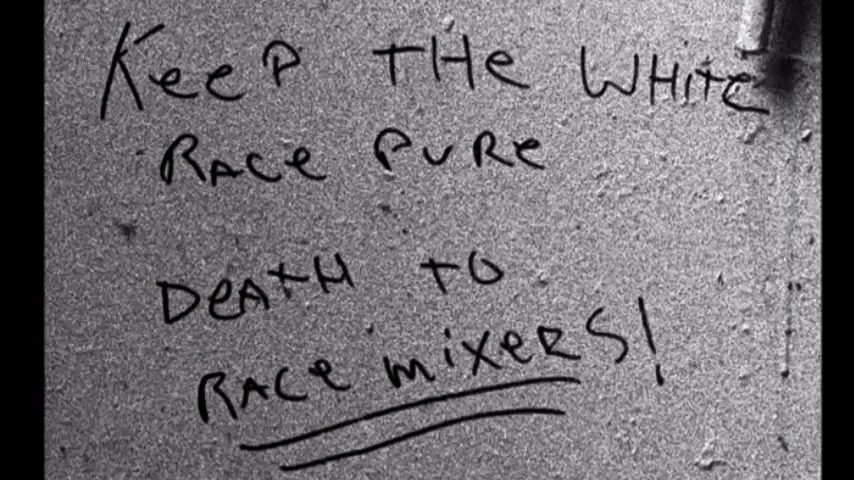 KeeP THe WHite
RACe PuRe
DeATH to
RACe mixeRS!